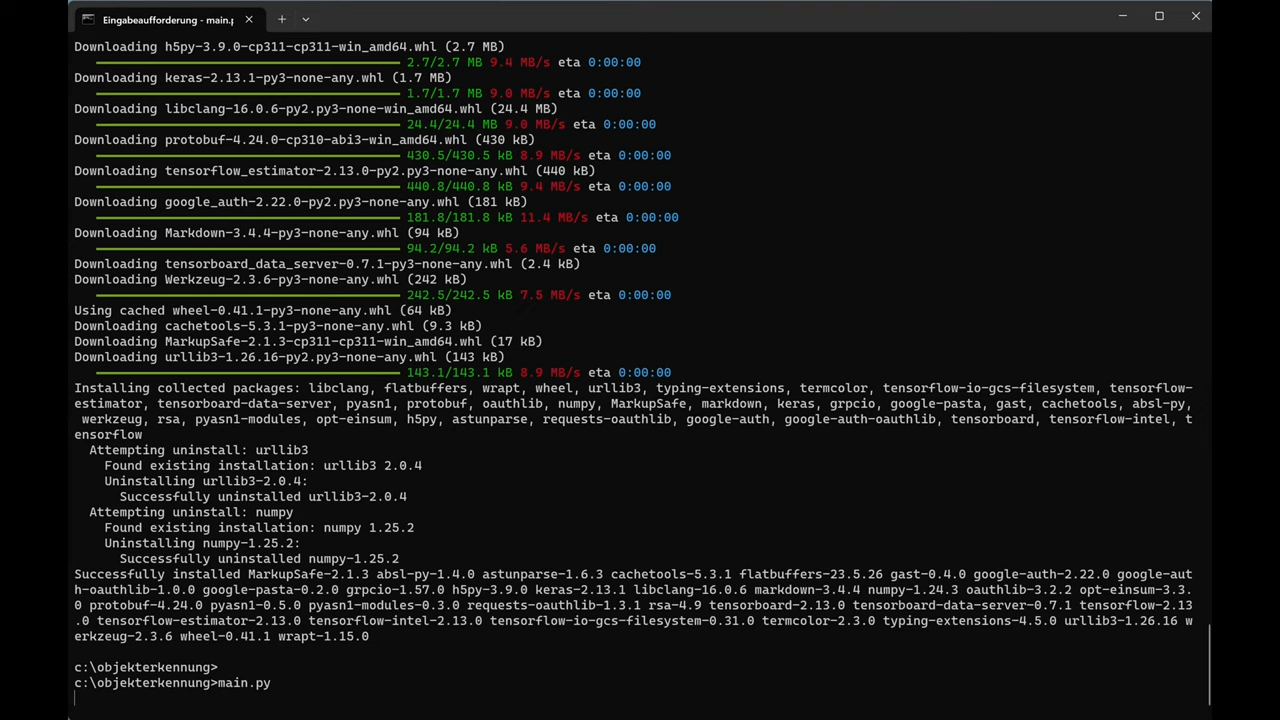 Eingabeaufforderung - main.p
Downloading h5py-3.9.0-cp311-cp311-win_amd64.whl (2.7 MB)
2.7/2.7 MB 9.4 MB/s eta 0:00:00
Downloading keras-2.13.1-py3-none-any.whl (1.7 MB)
1.7/1.7 MB 9.0 MB/s eta 0:00:00
Downloading libclang-16.0.6-py2.py3-none-win_amd64.whl (24.4 MB)
24.4/24.4 MB 9.0 MB/s eta 0:00:00
Downloading protobuf-4.24.0-cp310-abi3-win_amd64.whl (430 kB)
430.5/430.5 kB 8.9 MB/s eta 0:00:00
Downloading tensorflow_estimator-2.13.0-py2.py3-none-any.whl (440 kB)
440.8/440.8 kB 9.4 MB/s eta 0:00:00
Downloading google_auth-2.22.0-py2.py3-none-any.whl (181 kB)
181.8/181.8 kB 11.4 MB/s eta 0:00:00
Downloading Markdown-3.4.4-py3-none-any.whl (94 kB)
94.2/94.2 kB 5.6 MB/s eta 0:00:00
Downloading tensorboard_data_server-0.7.1-py3-none-any.whl (2.4 kB)
Downloading Werkzeug-2.3.6-py3-none-any.whl (242 kB)
242.5/242.5 kB 7.5 MB/s eta 0:00:00
Using cached wheel-0.41.1-py3-none-any.whl (64 kB)
Downloading cachetools-5.3.1-py3-none-any.whl (9.3 kB)
Downloading MarkupSafe-2.1.3-cp311-cp311-win_amd64.whl (17 kB)
Downloading urllib3-1.26.16-py2.py3-none-any.whl (143 kB)
143.1/143.1 kB 8.9 MB/s eta 0:00:00
Installing collected packages: libclang, flatbuffers, wrapt, wheel, urllib3, typing-extensions, termcolor, tensorflow-io-gcs-filesystem, tensorflow-
estimator, tensorboard-data-server, pyasn1, protobuf, oauthlib, numpy, MarkupSafe, markdown, keras, grpcio, google-pasta, gast, cachetools, absl-py,
werkzeug, rsa, pyasn1-modules, opt-einsum, h5py, astunparse, requests-oauthlib, google-auth, google-auth-oauthlib, tensorboard, tensorflow-intel, t
ensorflow
Attempting uninstall: urllib3
Found existing installation: urllib3 2.0.4
Uninstalling urllib3-2.0.4:
Successfully uninstalled urllib3-2.0.4
Attempting uninstall: numpy
Found existing installation: numpy 1.25.2
Uninstalling numpy-1.25.2:
Successfully uninstalled numpy-1.25.2
Successfully installed MarkupSafe-2.1.3 absl-py-1.4.0 astunparse-1.6.3 cachetools-5.3.1 flatbuffers-23.5.26 gast-0.4.0 google-auth-2.22.0 google-aut
h-oauthlib-1.0.0 google-pasta-0.2.0 grpcio-1.57.0 h5py-3.9.0 keras-2.13.1 libclang-16.0.6 markdown-3.4.4 numpy-1.24.3 oauthlib-3.2.2 opt-einsum-3.3.
0 protobuf-4.24.0 pyasn1-0.5.0 pyasn1-modules-0.3.0 requests-oauthlib-1.3.1 rsa-4.9 tensorboard-2.13.0 tensorboard-data-server-0.7.1 tensorflow-2.13
.0 tensorflow-estimator-2.13.0 tensorflow-intel-2.13.0 tensorflow-io-gcs-filesystem-0.31.0 termcolor-2.3.0 typing-extensions-4.5.0 urllib3-1.26.16 w
erkzeug-2.3.6 wheel-0.41.1 wrapt-1.15.0
c:\objekterkennung>
c:\objekterkennung>main.py